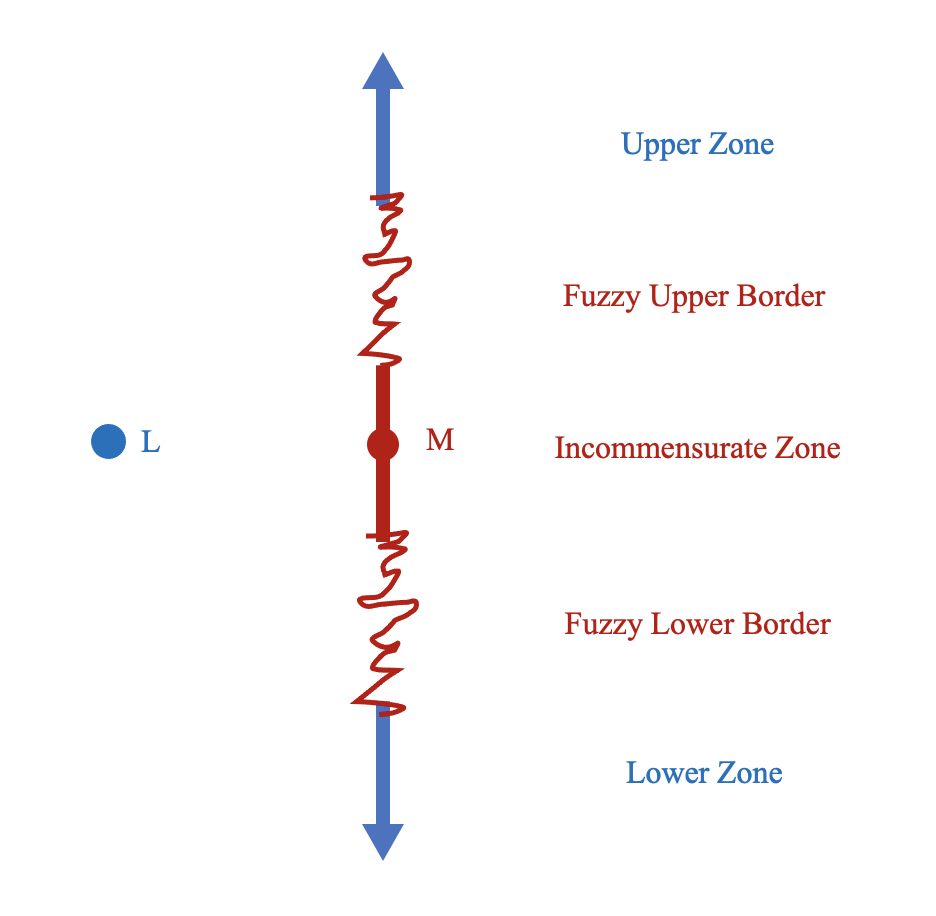 Upper Zone
Fuzzy Upper Border
L
M
Incommensurate Zone
Fuzzy Lower Border
Lower Zone